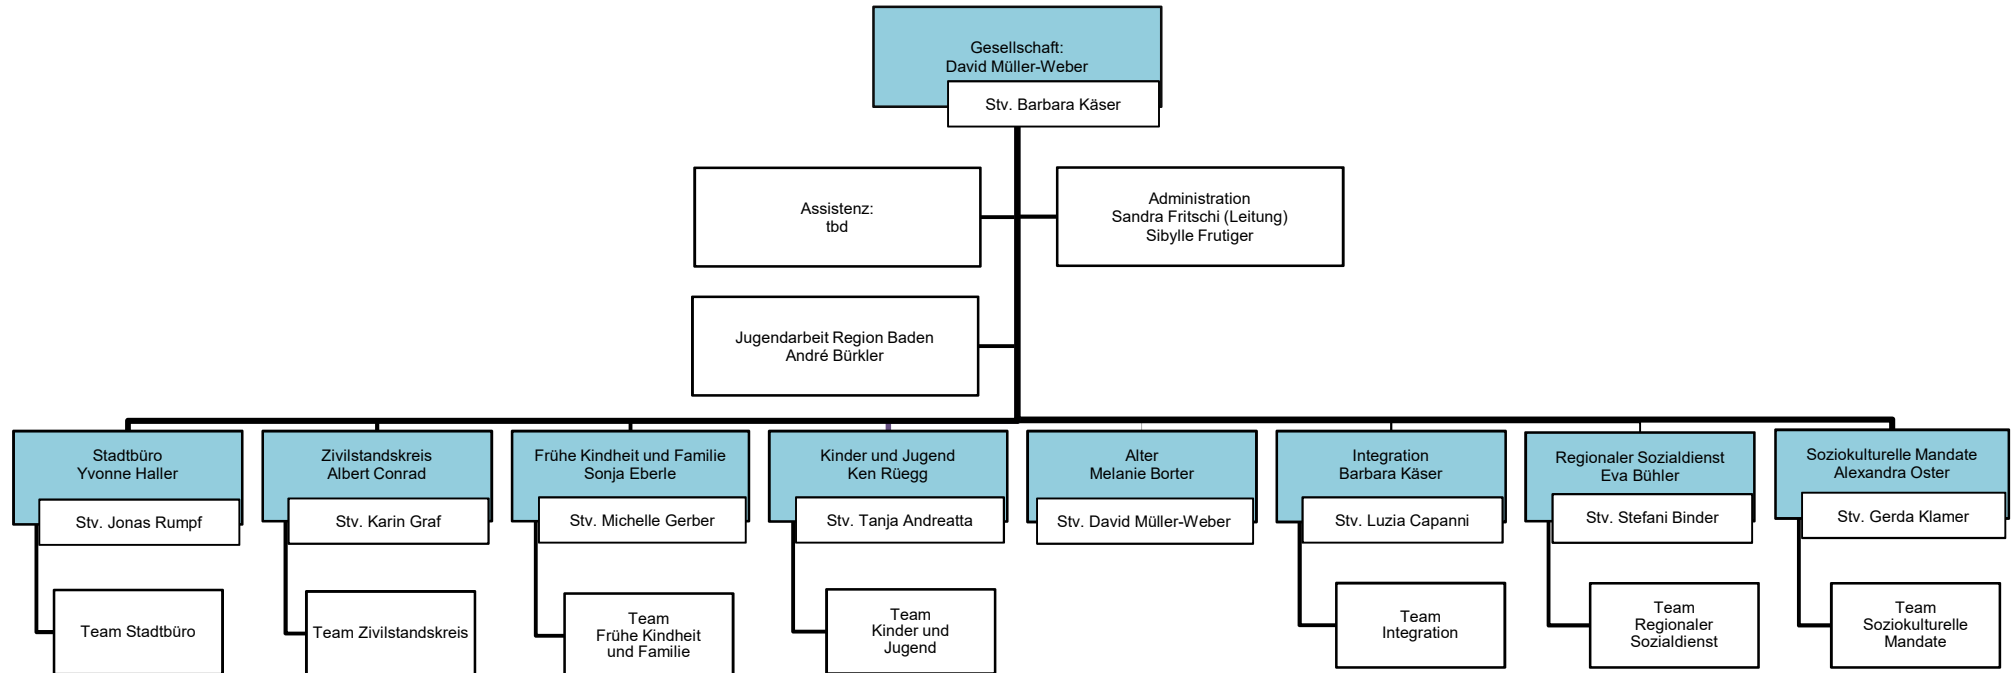 Gesellschaft:
David Müller-Weber
Stv. Barbara Käser
Assistenz:
tbd
Administration
Sandra Fritschi (Leitung)
Sibylle Frutiger
Jugendarbeit Region Baden
André Bürkler
Stadtbüro
Yvonne Haller
Stv. Jonas Rumpf
Team Stadtbüro
Zivilstandskreis
Albert Conrad
Stv. Karin Graf
Team Zivilstandskreis
Frühe Kindheit und Familie
Sonja Eberle
Stv. Michelle Gerber
Team
Frühe Kindheit
und Familie
Kinder und Jugend
Ken Rüegg
Stv. Tanja Andreatta
Team
Kinder und
Jugend
Alter
Melanie Borter
Stv. David Müller-Weber
Integration
Barbara Käser
Stv. Luzia Capanni
Team
Integration
Regionaler Sozialdienst
Eva Bühler
Stv. Stefani Binder
Team
Regionaler
Sozialdienst
Soziokulturelle Mandate
Alexandra Oster
Stv. Gerda Klamer
Team
Soziokulturelle
Mandate